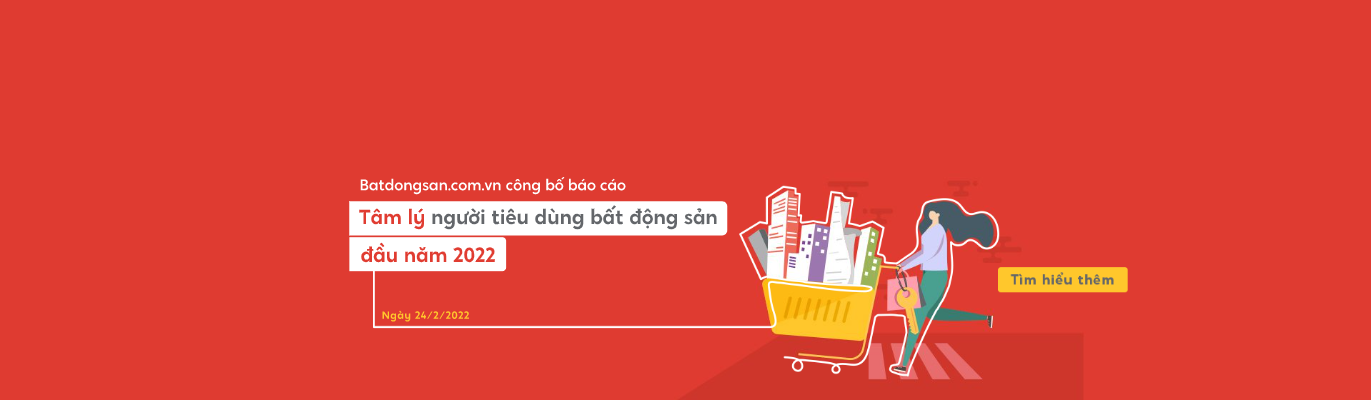 Batdongsan.com.vn công bố báo cáo
Tâm lý người tiêu dùng bất động sản
đầu năm 2022
Tìm hiểu thêm
Ngày 24/2/2022